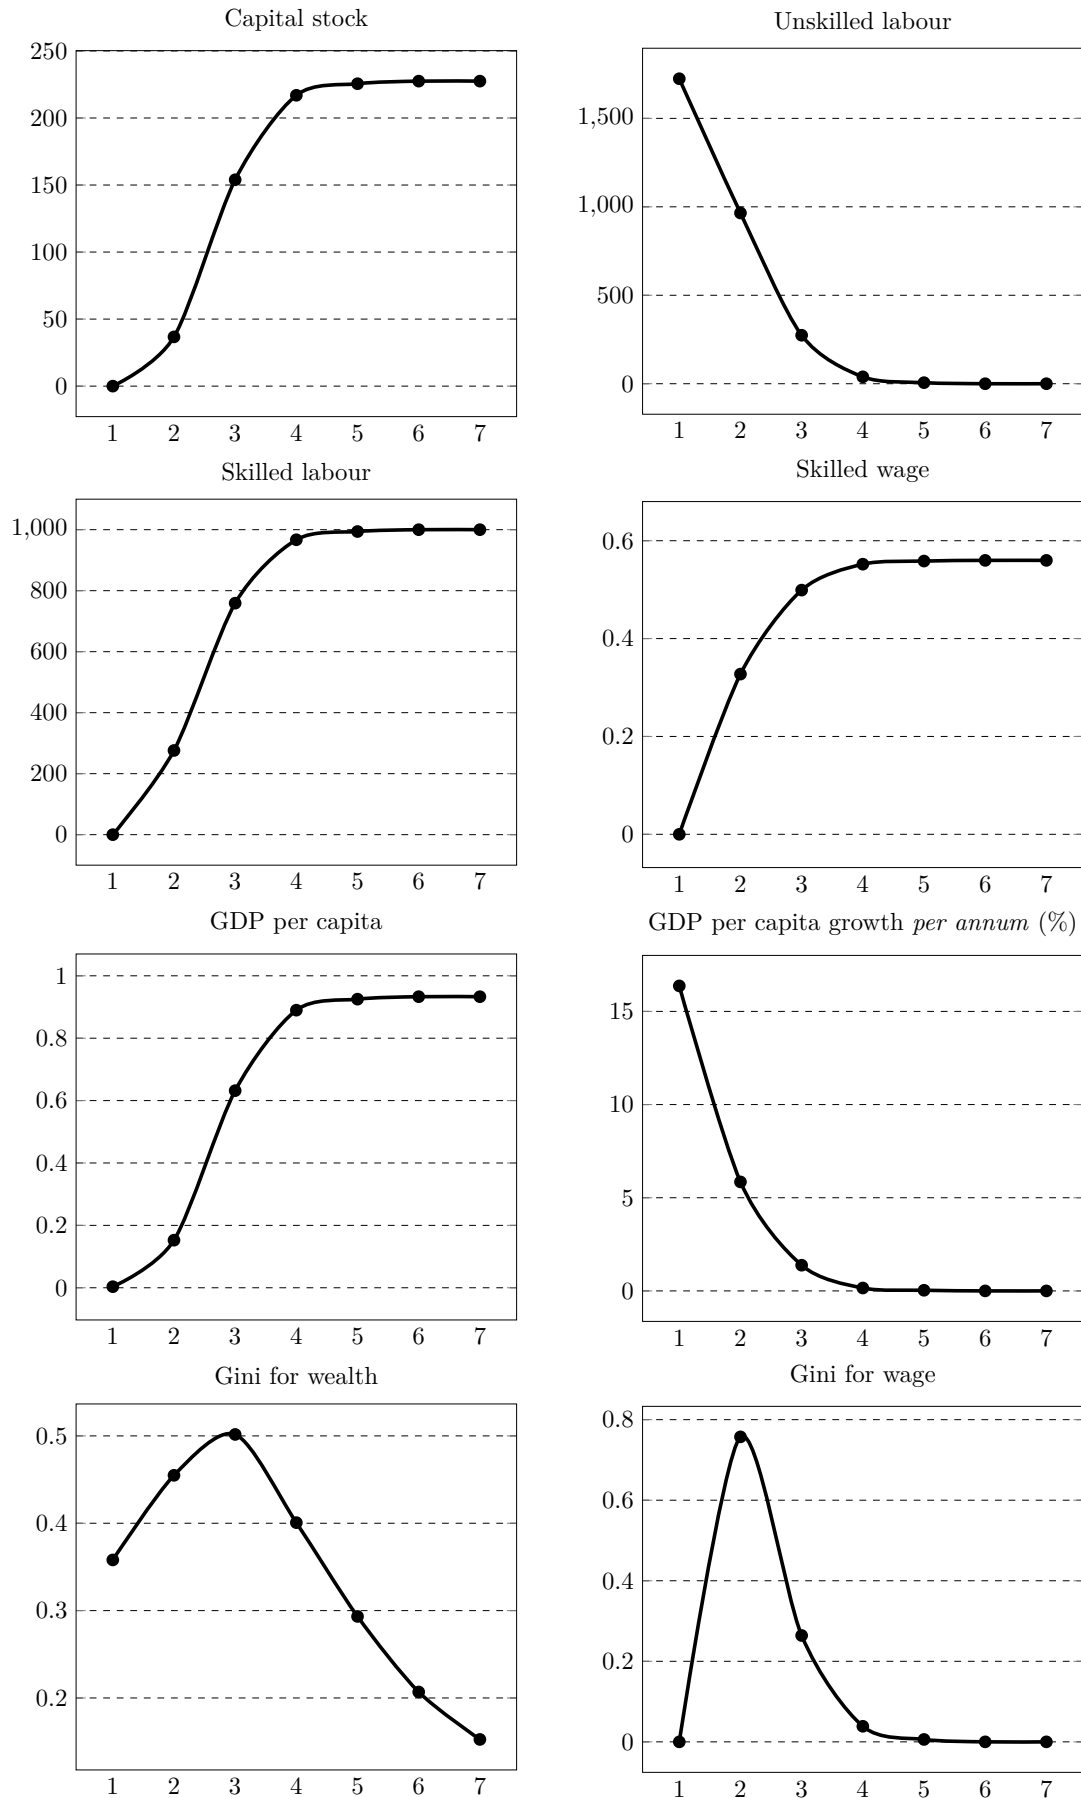 Capital stock
250
200
150
100
50
0
1 2 3 4 5 6 7
Unskilled labour
1,500
1,000
500
0
1 2 3 4 5 6 7
Skilled labour
1,000
800
600
400
200
0
1 2 3 4 5 6 7
Skilled wage
0.6
0.4
0.2
0
1 2 3 4 5 6 7
GDP per capita
1
0.8
0.6
0.4
0.2
0
1 2 3 4 5 6 7
GDP per capita growth per annum (%)
15
10
5
0
1 2 3 4 5 6 7
Gini for wealth
0.5
0.4
0.3
0.2
1 2 3 4 5 6 7
Gini for wage
0.8
0.6
0.4
0.2
0
1 2 3 4 5 6 7